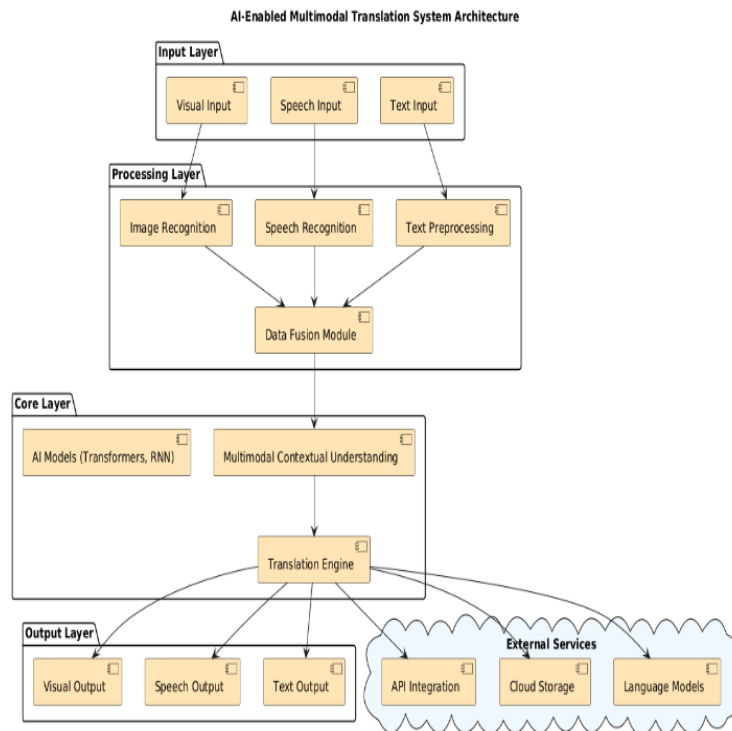 AI-Enabled Multimodal Translation System Architecture
Input Layer
Visual Input
Speech Input
Text Input
Processing Layer
Image Recognition
Speech Recognition
Text Preprocessing
Data Fusion Module
Core Layer
AI Models (Transformers, RNN)
Multimodal Contextual Understanding
Translation Engine
Output Layer
Visual Output
Speech Output
Text Output
External Services
API Integration
Cloud Storage
Language Models